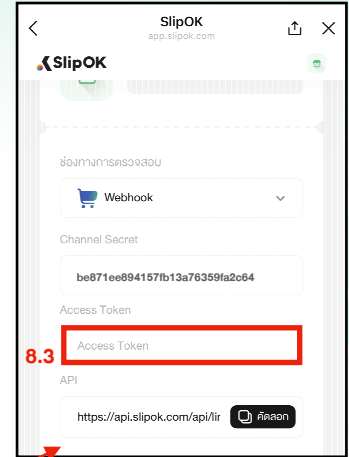 SlipOK
app.slipok.com
SlipOK
ช่องทางการตรวจสอบ
Webhook
Channel Secret
be871ee894157fb13a76359fa2c64
Access Token
8.3
Access Token
API
https://api.slipok.com/api/lir
คัดลอก